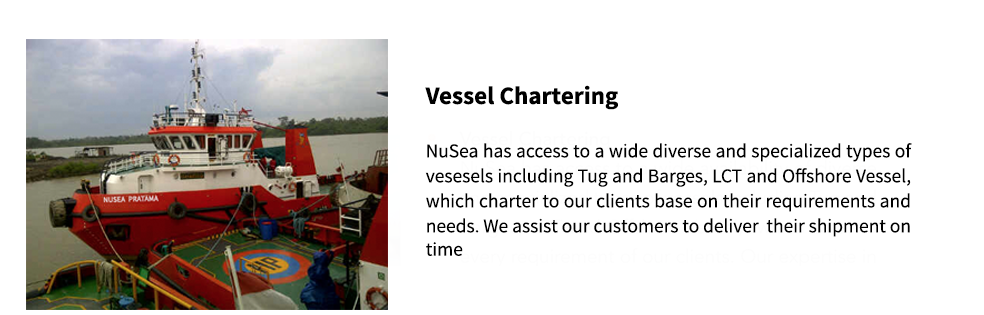 Vessel Chartering
NuSea has access to a wide diverse and specialized types of
vesesels including Tug and Barges, LCT and Offshore Vessel,
which charter to our clients base on their requirements and
needs. We assist our customers to deliver  their shipment on
time
NUSEA PRATAMA